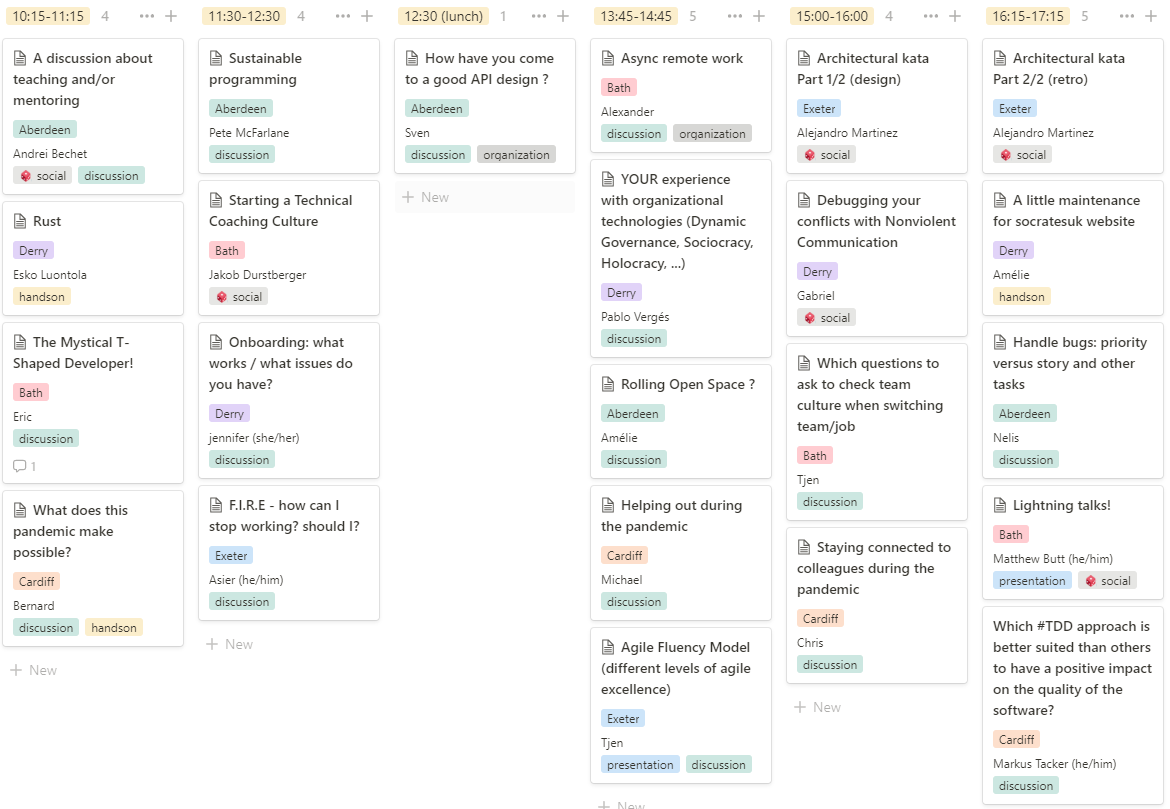 10:15-11:15 4
A discussion about
teaching and/or
mentoring
Aberdeen
Andrei Bechet
social discussion
Rust
Derry
Esko Luontola
handson
The Mystical T-
Shaped Developer!
Bath
Eric
discussion
1
What does this
pandemic make
possible?
Cardiff
Bernard
discussion handson
+ New
11:30-12:30 4
Sustainable
programming
Aberdeen
Pete McFarlane
discussion
Starting a Technical
Coaching Culture
Bath
Jakob Durstberger
social
Onboarding: what
works / what issues do
you have?
Derry
jennifer (she/her)
discussion
F.I.R.E - how can I
stop working? should I?
Exeter
Asier (he/him)
discussion
+ New
12:30 (lunch) 1
How have you come
to a good API design ?
Aberdeen
Sven
discussion organization
+ New
13:45-14:45 5
Async remote work
Bath
Alexander
discussion organization
YOUR experience
with organizational
technologies (Dynamic
Governance, Sociocracy,
Holocracy, ...)
Derry
Pablo Vergés
discussion
Rolling Open Space ?
Aberdeen
Amélie
discussion
Helping out during
the pandemic
Cardiff
Michael
discussion
Agile Fluency Model
(different levels of agile
excellence)
Exeter
Tjen
presentation discussion
+ New
15:00-16:00 4
Architectural kata
Part 1/2 (design)
Exeter
Alejandro Martinez
social
Debugging your
conflicts with Nonviolent
Communication
Derry
Gabriel
social
Which questions to
ask to check team
culture when switching
team/job
Bath
Tjen
discussion
Staying connected to
colleagues during the
pandemic
Cardiff
Chris
discussion
+ New
16:15-17:15 5
Architectural kata
Part 2/2 (retro)
Exeter
Alejandro Martinez
social
A little maintenance
for socratesuk website
Derry
Amélie
handson
Handle bugs: priority
versus story and other
tasks
Aberdeen
Nelis
discussion
Lightning talks!
Bath
Matthew Butt (he/him)
presentation social
Which #TDD approach is
better suited than others
to have a positive impact
on the quality of the
software?
Cardiff
Markus Tacker (he/him)
discussion